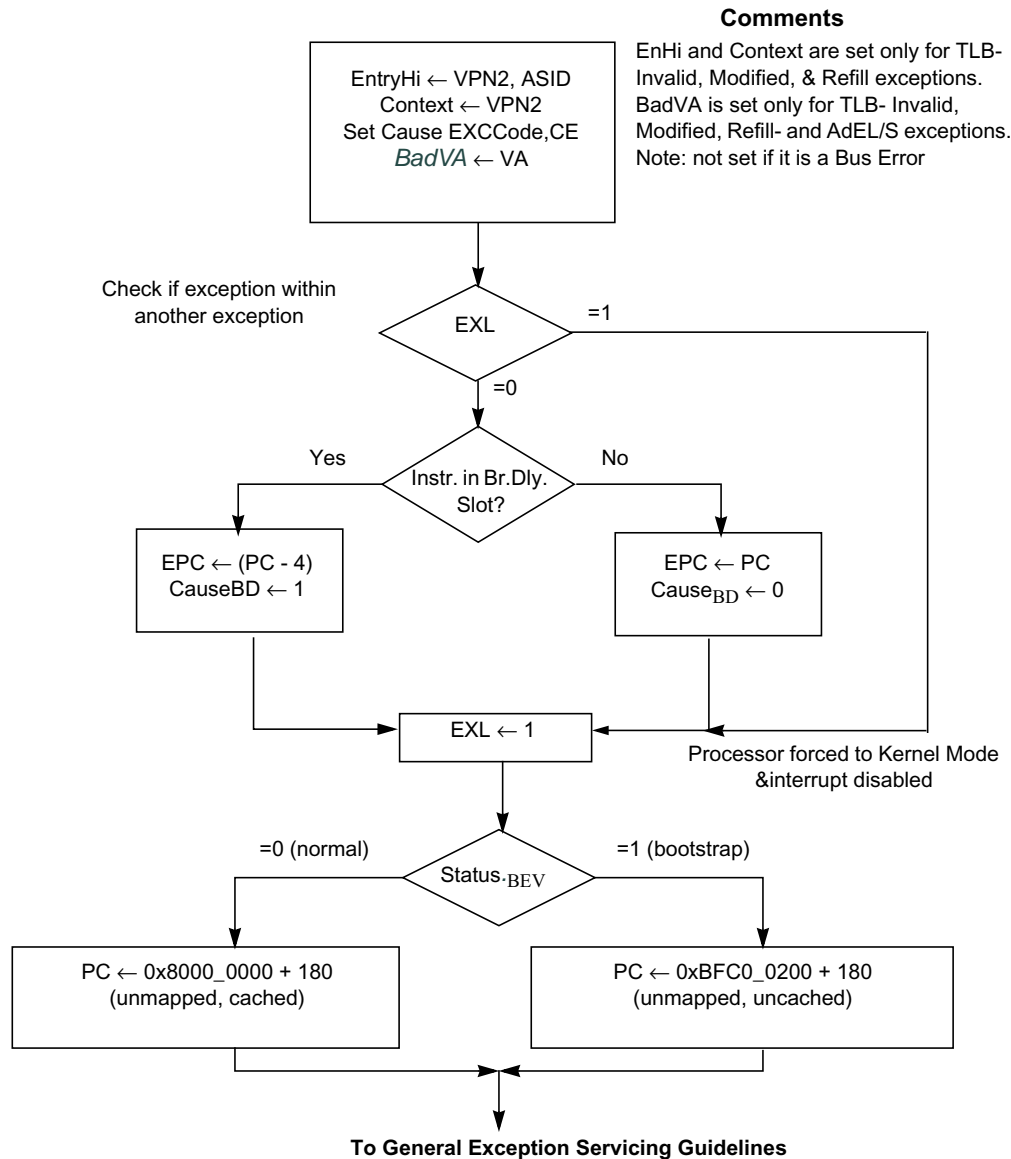 Comments
EnHi and Context are set only for TLB-
Invalid, Modified, & Refill exceptions.
BadVA is set only for TLB- Invalid,
Modified, Refill- and AdEL/S exceptions.
Note: not set if it is a Bus Error
EntryHi ← VPN2, ASID
Context ← VPN2
Set Cause EXCCode,CE
BadVA ← VA
Check if exception within
another exception
EXL
=1
=0
Yes
Instr. in Br.Dly.
Slot?
No
EPC ← (PC - 4)
CauseBD ← 1
EPC ← PC
CauseBD ← 0
EXL ← 1
Processor forced to Kernel Mode
&interrupt disabled
=0 (normal)
Status.BEV
=1 (bootstrap)
PC ← 0x8000_0000 + 180
(unmapped, cached)
PC ← 0xBFC0_0200 + 180
(unmapped, uncached)
To General Exception Servicing Guidelines